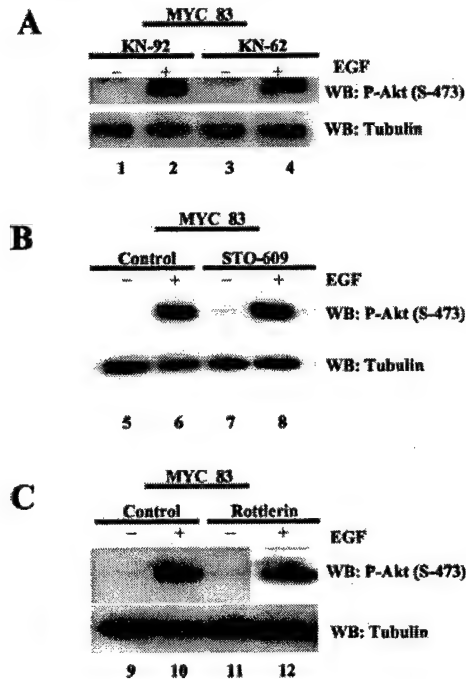 A
MYC 83
KN-92 KN-62
- + - + EGF
WB: P-Akt (S-473)
WB: Tubulin
1 2 3 4
B
MYC 83
Control STO-609
- + - + EGF
WB: P-Akt (S-473)
WB: Tubulin
5 6 7 8
C
MYC 83
Control Rottlerin
- + - + EGF
WB: P-Akt (S-473)
WB: Tubulin
9 10 11 12